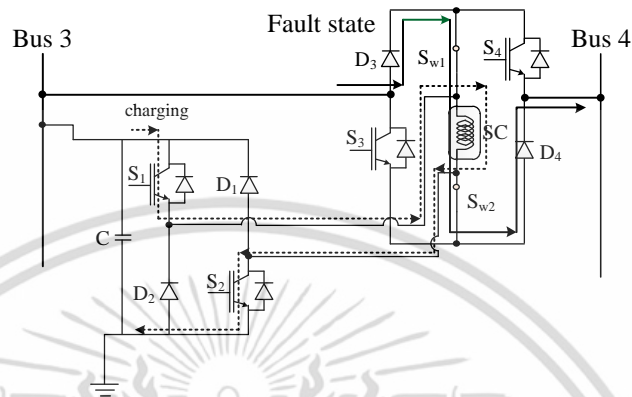 Fault state
Bus 3
Bus 4
D3
Sw1
S4
charging
S3
SC
D4
S1
D1
Sw2
C
D2
S2